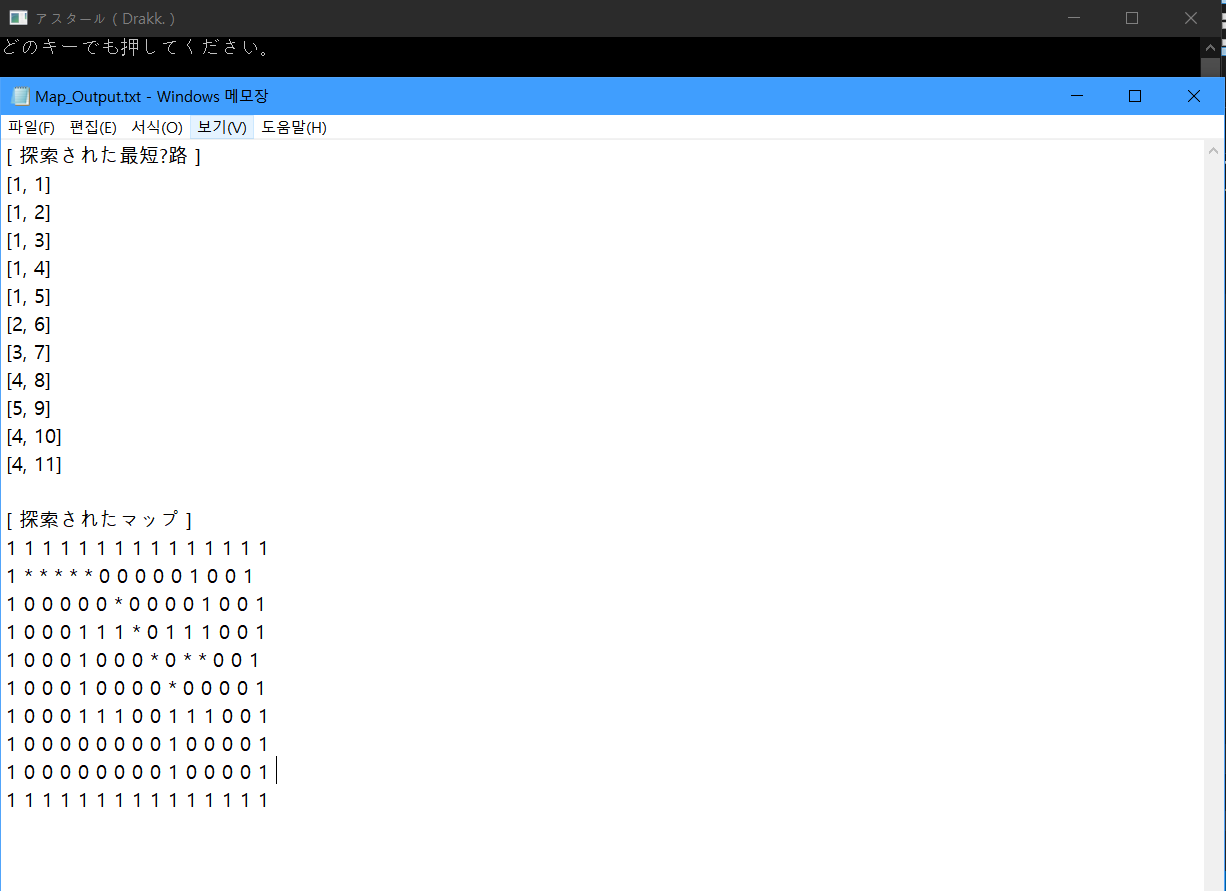 アスタール ( Drakk. )
どのキーでも押してください。
Map_Output.txt - Windows 메모장
파일(F) 편집(E) 서식(O) 보기(V) 도움말(H)
[ 探索された最短?路 ]
[1, 1]
[1, 2]
[1, 3]
[1, 4]
[1, 5]
[2, 6]
[3, 7]
[4, 8]
[5, 9]
[4, 10]
[4, 11]
[ 探索されたマップ ]
1 1 1 1 1 1 1 1 1 1 1 1 1 1 1
1 * * * * * 0 0 0 0 0 1 0 0 1
1 0 0 0 0 0 * 0 0 0 0 1 0 0 1
1 0 0 0 1 1 1 * 0 1 1 1 0 0 1
1 0 0 0 1 0 0 0 * 0 * * 0 0 1
1 0 0 0 1 0 0 0 0 * 0 0 0 0 1
1 0 0 0 1 1 1 0 0 1 1 1 0 0 1
1 0 0 0 0 0 0 0 0 1 0 0 0 0 1
1 0 0 0 0 0 0 0 0 1 0 0 0 0 1
1 1 1 1 1 1 1 1 1 1 1 1 1 1 1